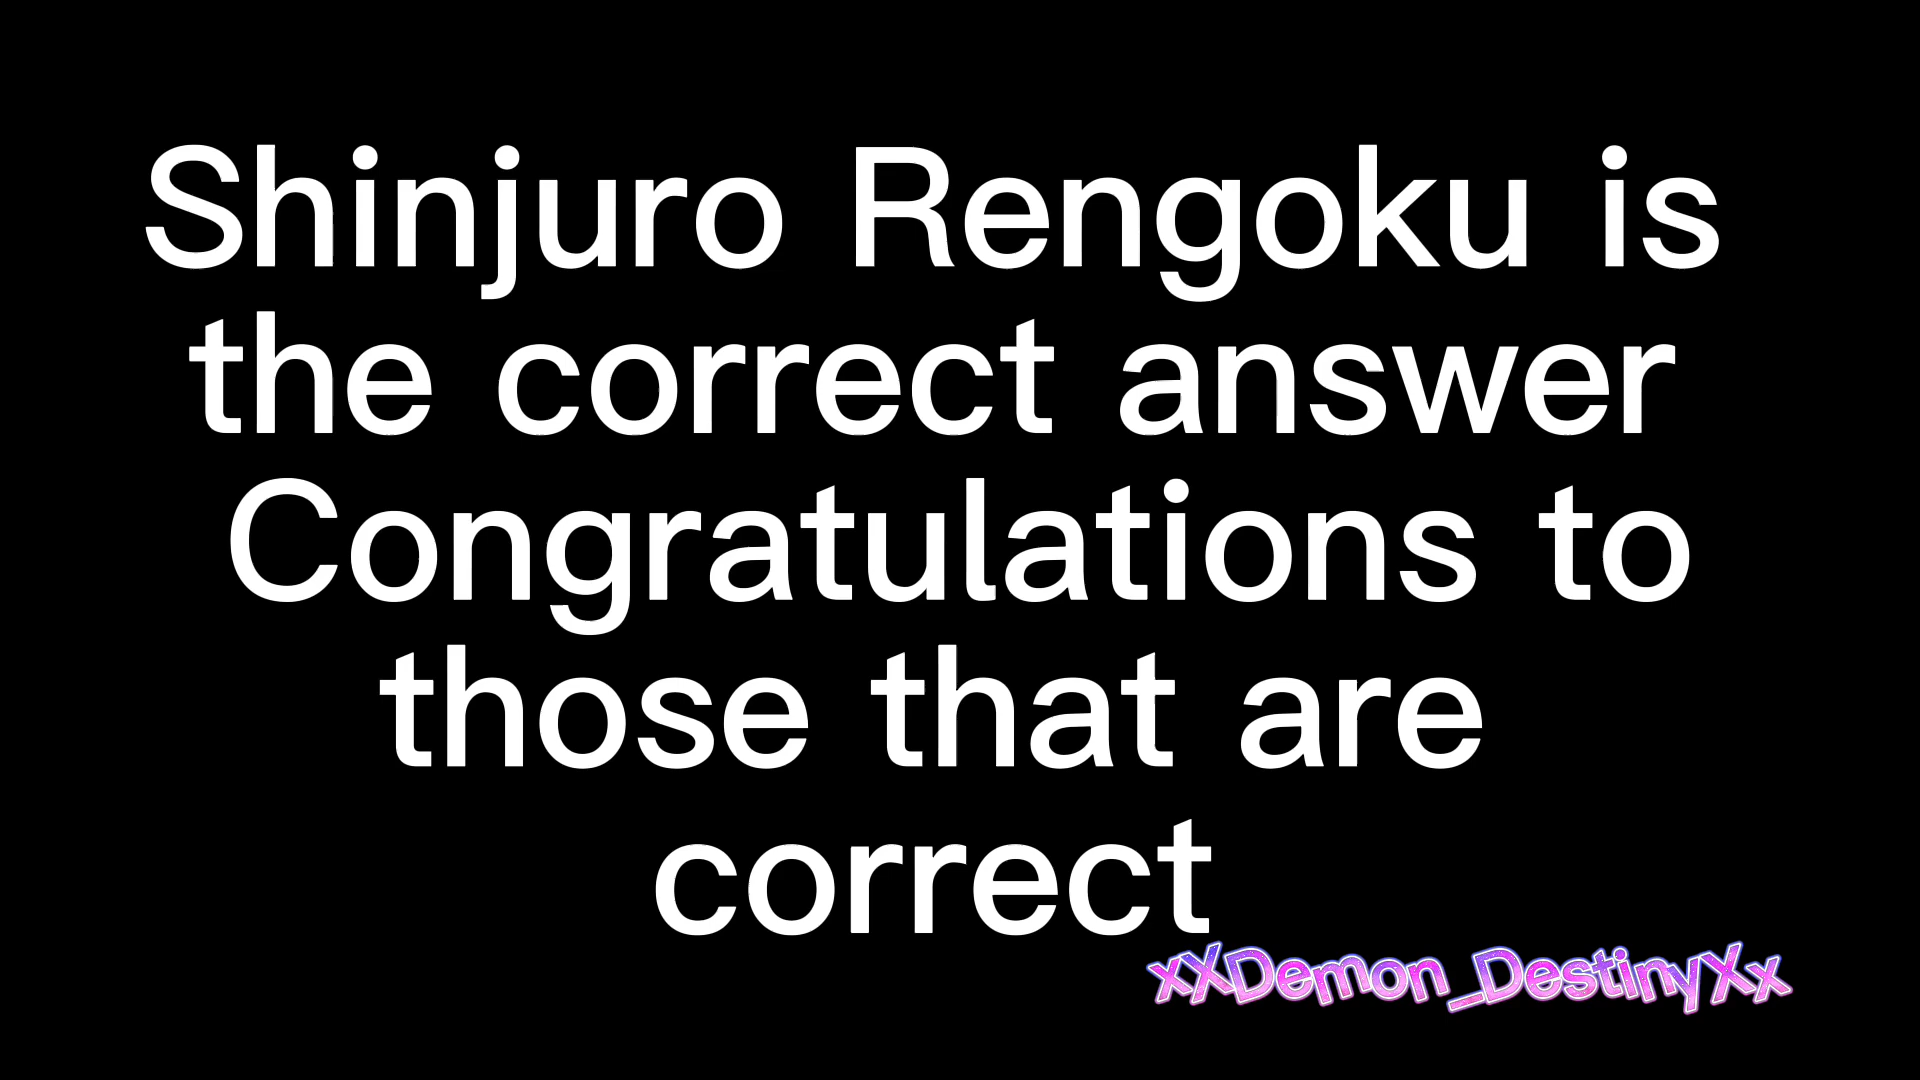 Shinjuro Rengoku is
the correct answer
Congratulations to
those that are
correct
xXDemon_DestinyXx